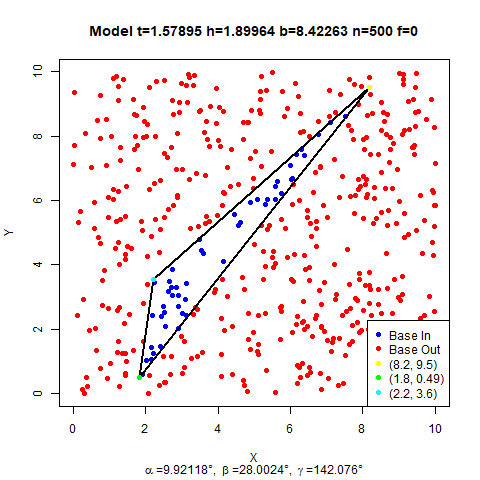 Model t=1.57895 h=1.89964 b=8.42263 n=500 f=0
10
8
6
Y
4
2
0
Base In
Base Out
(8.2, 9.5)
(1.8, 0.49)
(2.2, 3.6)
0 2 4 6 8 10
X
α=9.92118°, β=28.0024°, γ=142.076°